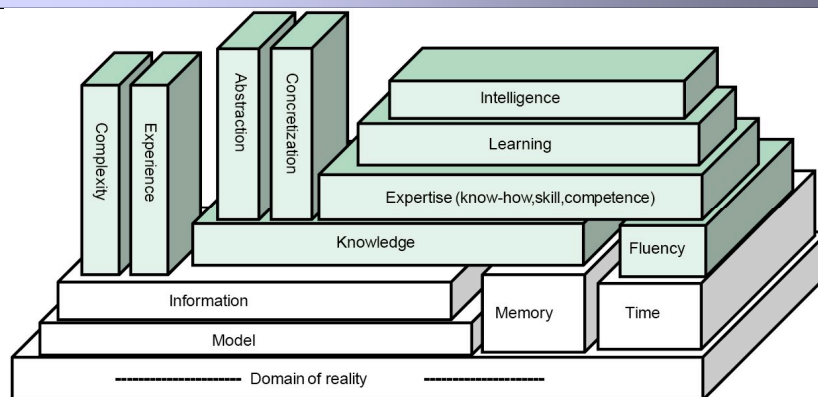 Complexity
Experience
Abstraction
Concretization
Intelligence
Learning
Expertise (know-how,skill,competence)
Knowledge
Fluency
Information
Memory
Time
Model
-------------------- Domain of reality -------------------